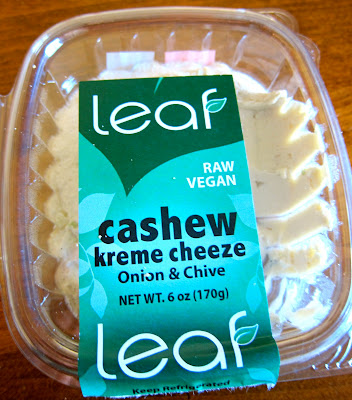 leaf
RAW
VEGAN
cashew
kreme cheeze
Onion & Chive
NET WT. 6 oz (170g)
leaf
Keep Refrigerated